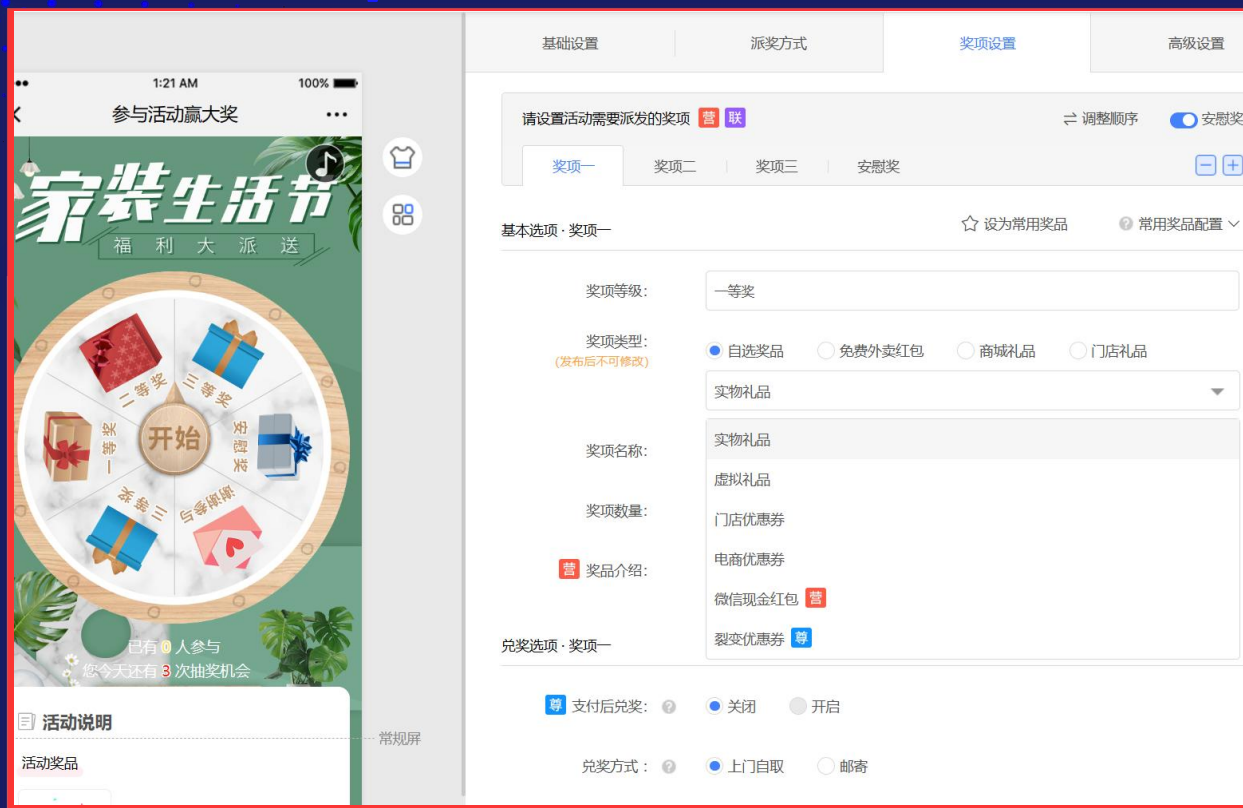 基础设置
派奖方式
奖项设置
高级设置
1:21 AM
100%
参与活动赢大奖
家装生活节
福利大派送
二等奖
三等奖
一等奖
开始
安慰奖
三等奖
谢谢参与
已有 0 人参与
您今天还有 3 次抽奖机会
活动说明
常规屏
活动奖品
请设置活动需要派发的奖项 营 联
调整顺序
安慰奖
奖项一
奖项二
奖项三
安慰奖
基本选项 · 奖项一
设为常用奖品
常用奖品配置
奖项等级:
一等奖
奖项类型:
(发布后不可修改)
自选奖品
免费外卖红包
商城礼品
门店礼品
实物礼品
奖项名称:
实物礼品
虚拟礼品
奖项数量:
门店优惠券
电商优惠券
营 奖品介绍:
微信现金红包 营
裂变优惠券 尊
兑奖选项 · 奖项一
尊 支付后兑奖:
关闭
开启
兑奖方式 :
上门自取
邮寄